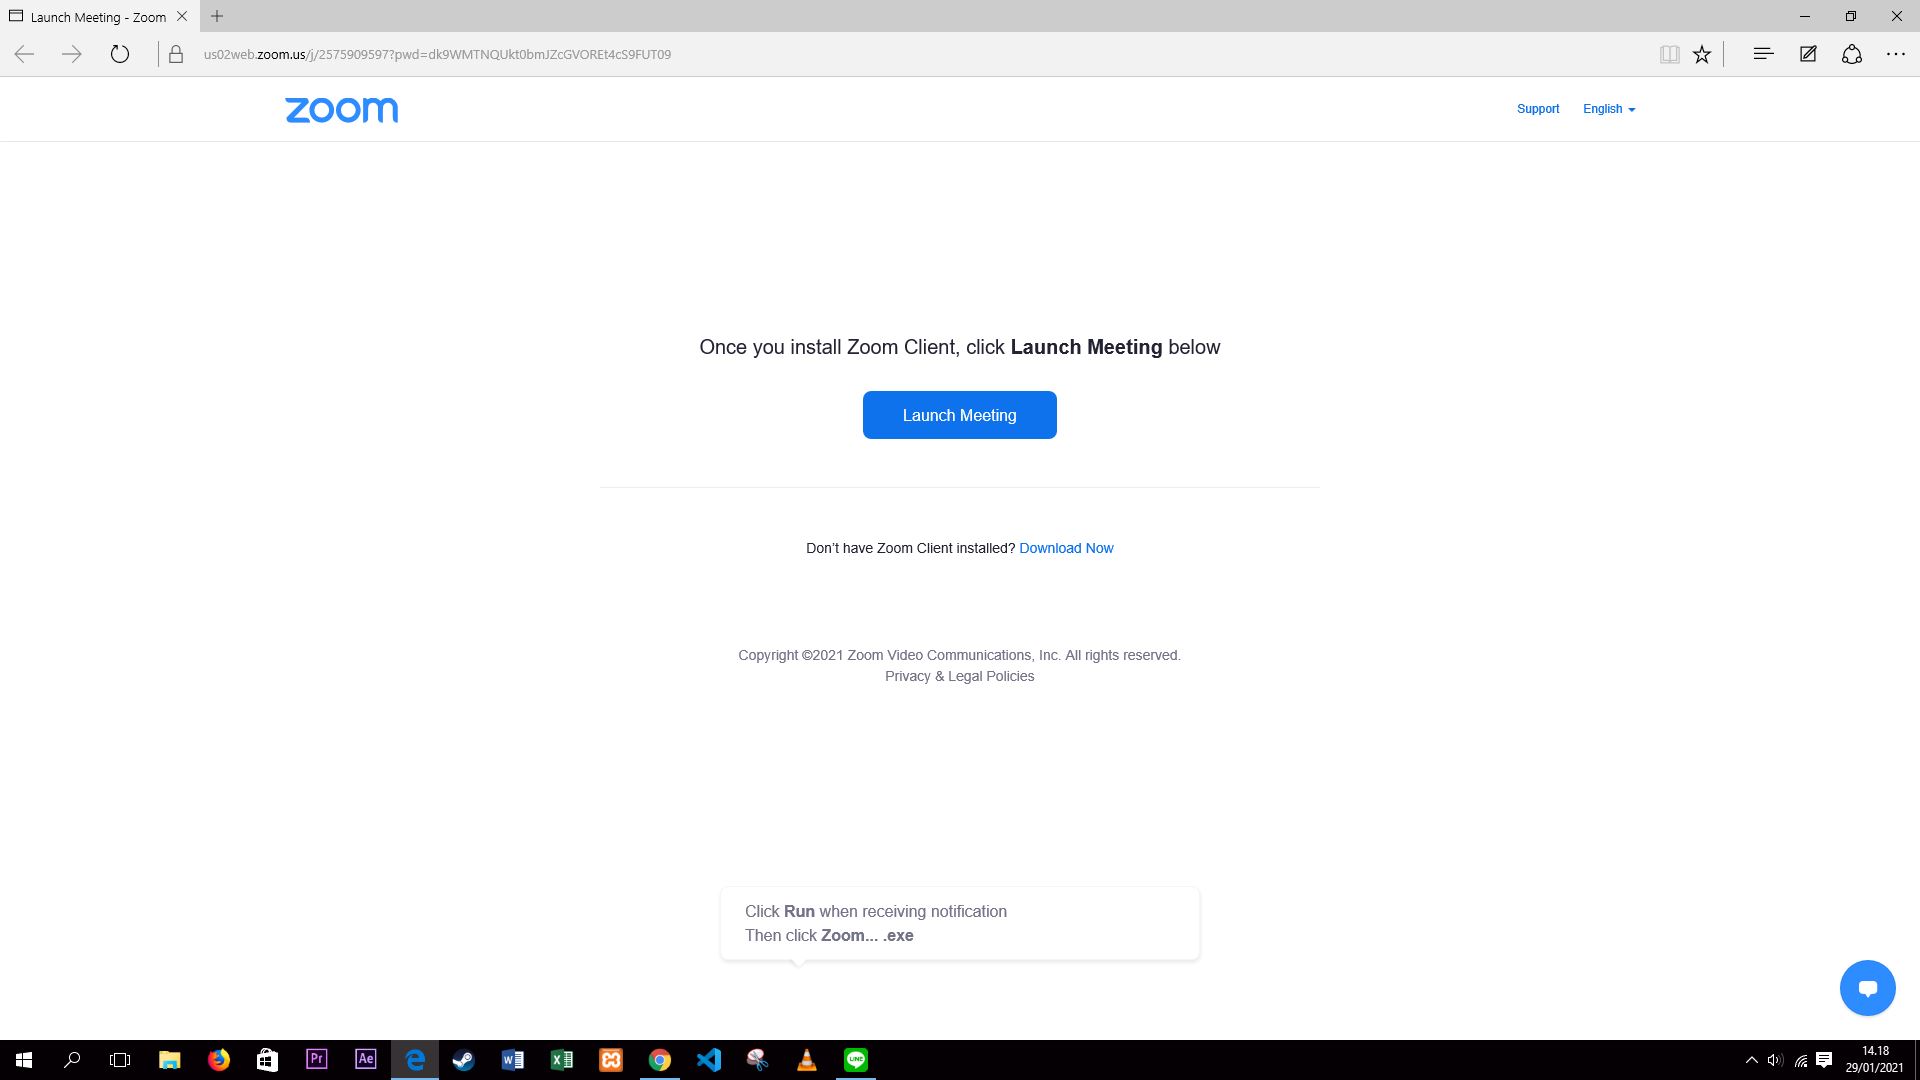 Launch Meeting - Zoom
us02web.zoom.us/j/2575909597?pwd=dk9WMTNQUkt0bmJZcGVOREt4cS9FUT09
zoom
Support
English
Once you install Zoom Client, click Launch Meeting below
Launch Meeting
Don't have Zoom Client installed? Download Now
Copyright ©2021 Zoom Video Communications, Inc. All rights reserved.
Privacy & Legal Policies
Click Run when receiving notification
Then click Zoom... .exe
Pr
Ae
LINE
14.18
29/01/2021